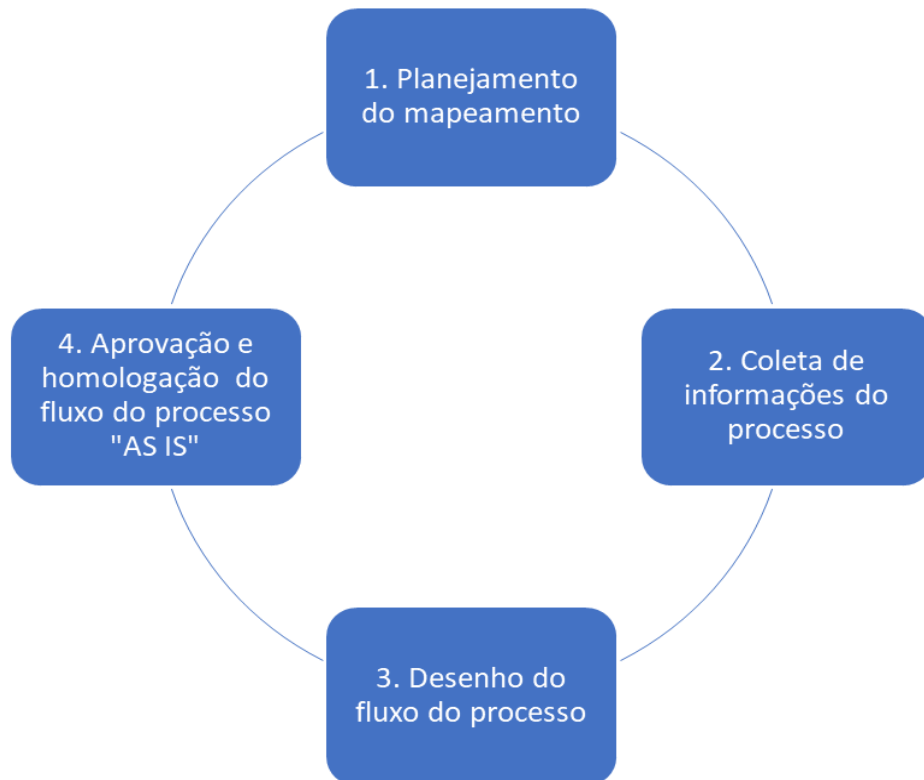 1. Planejamento
do mapeamento
2. Coleta de
informações do
processo
3. Desenho do
fluxo do processo
4. Aprovação e
homologação do
fluxo do processo
"AS IS"